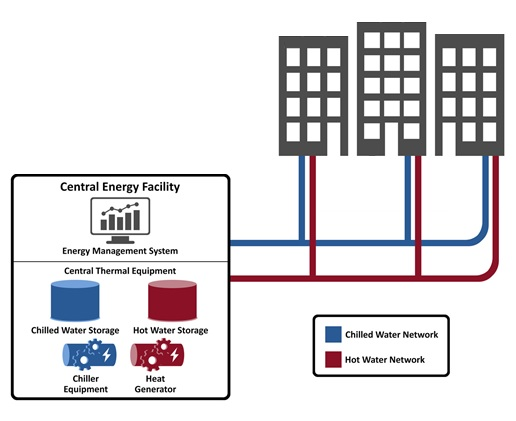 Central Energy Facility
Energy Management System
Central Thermal Equipment
Chilled Water Storage
Hot Water Storage
Chiller
Equipment
Heat
Generator
Chilled Water Network
Hot Water Network